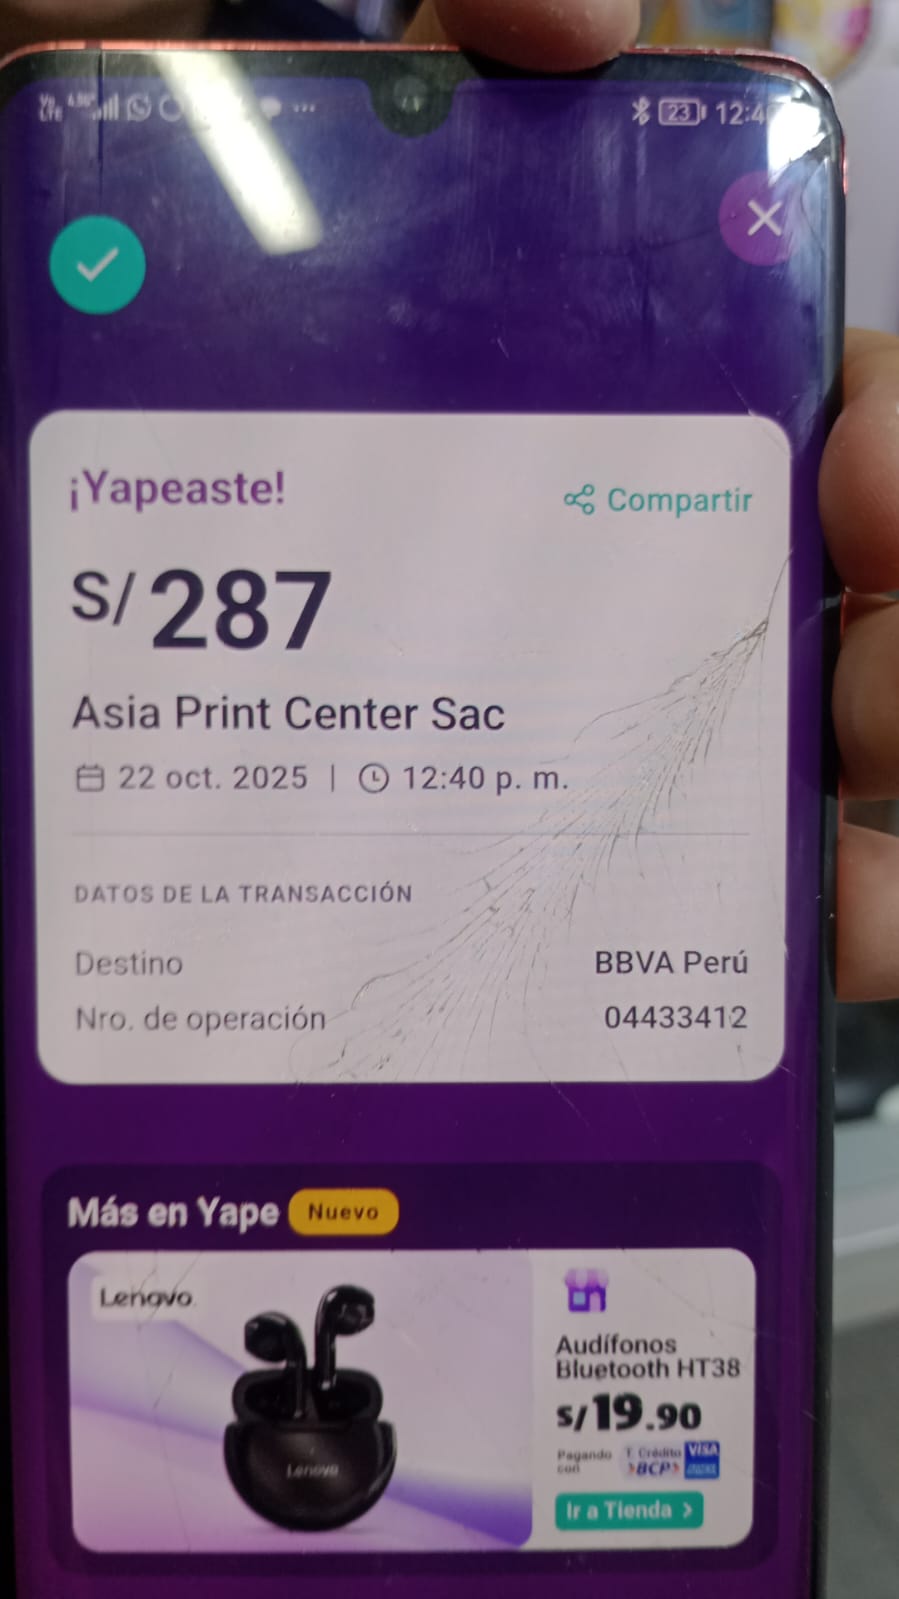 23 12:4
¡Yapeaste!
Compartir
S/ 287
Asia Print Center Sac
22 oct. 2025 | 12:40 p. m.
DATOS DE LA TRANSACCIÓN
Destino BBVA Perú
Nro. de operación 04433412
Más en Yape Nuevo
Lenovo
Lenovo
Audífonos
Bluetooth HT38
S/19.90
Pagando con
T. Crédito
BCP
VISA
Ir a Tienda >